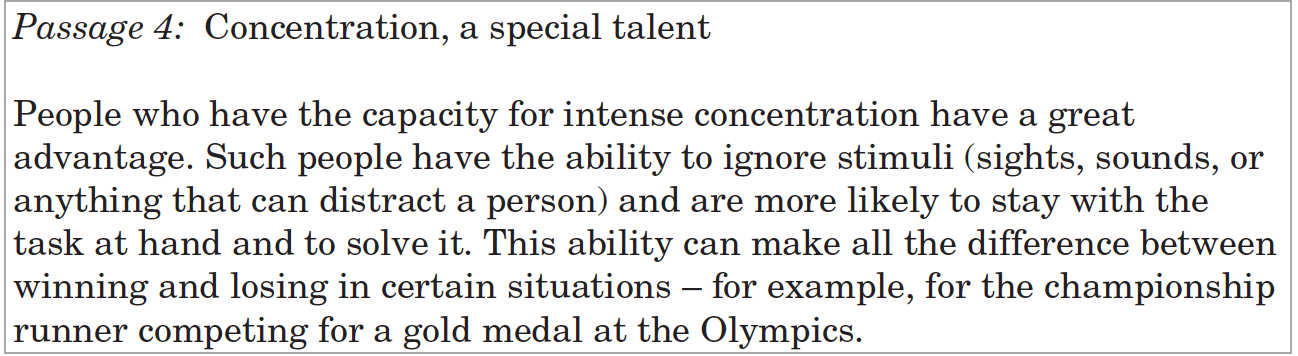 Passage 4: Concentration, a special talent
People who have the capacity for intense concentration have a great
advantage. Such people have the ability to ignore stimuli (sights, sounds, or
anything that can distract a person) and are more likely to stay with the
task at hand and to solve it. This ability can make all the difference between
winning and losing in certain situations – for example, for the championship
runner competing for a gold medal at the Olympics.